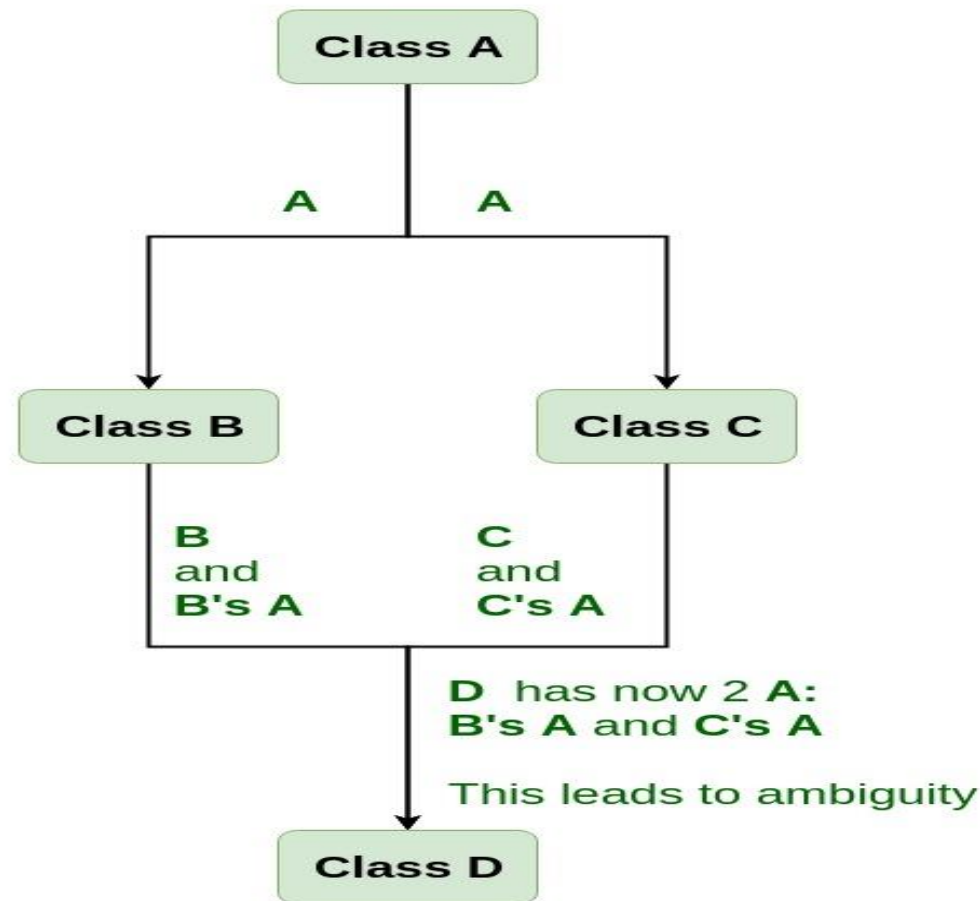 Class A
A
A
Class B
Class C
B
and
B's A
C
and
C's A
D has now 2 A:
B's A and C's A
This leads to ambiguity
Class D